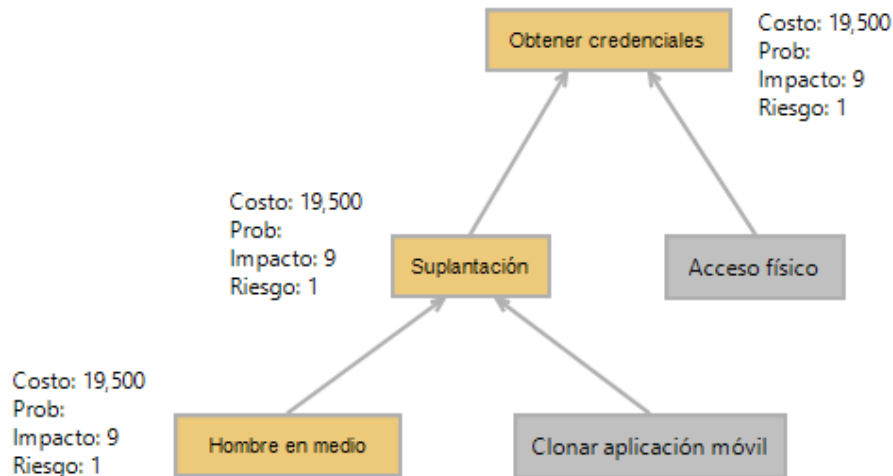 Obtener credenciales
Costo: 19,500
Prob:
Impacto: 9
Riesgo: 1
Costo: 19,500
Prob:
Impacto: 9
Riesgo: 1
Suplantación
Acceso físico
Costo: 19,500
Prob:
Impacto: 9
Riesgo: 1
Hombre en medio
Clonar aplicación móvil